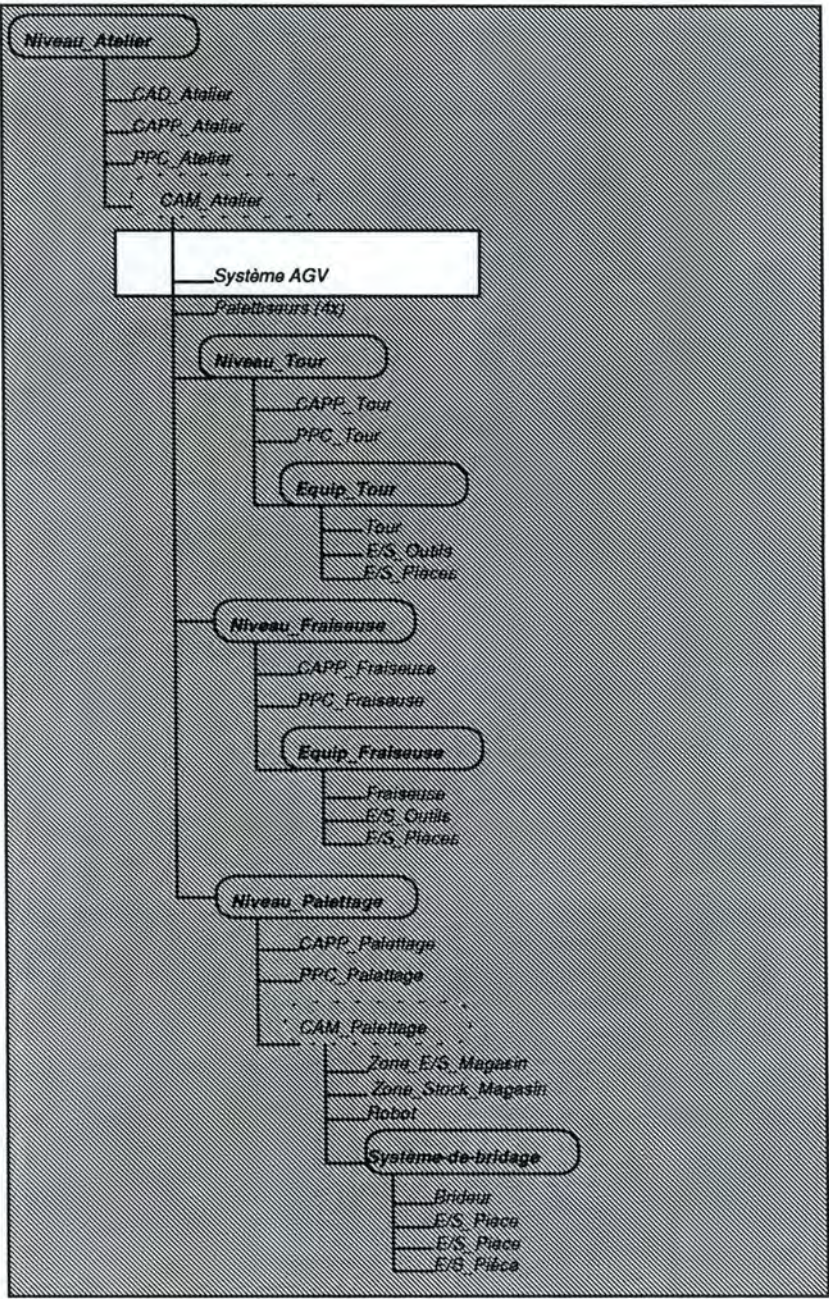 Niveau_Atelier
CAD_Atelier
CAPP_Atelier
PPC_Atelier
CAM_Atelier
Système AGV
Palettiseurs (4x)
Niveau_Tour
CAPP_Tour
PPC_Tour
Equip_Tour
Tour
E/S_Outils
E/S_Pièces
Niveau_Fraiseuse
CAPP_Fraiseuse
PPC_Fraiseuse
Equip_Fraiseuse
Fraiseuse
E/S_Outils
E/S_Pièces
Niveau_Palettage
CAPP_Palettage
PPC_Palettage
CAM_Palettage
Zone_E/S_Magasin
Zone_Stock_Magasin
Robot
Système-de-bridage
Brideur
E/S_Pièce
E/S_Pièce
E/S_Pièce